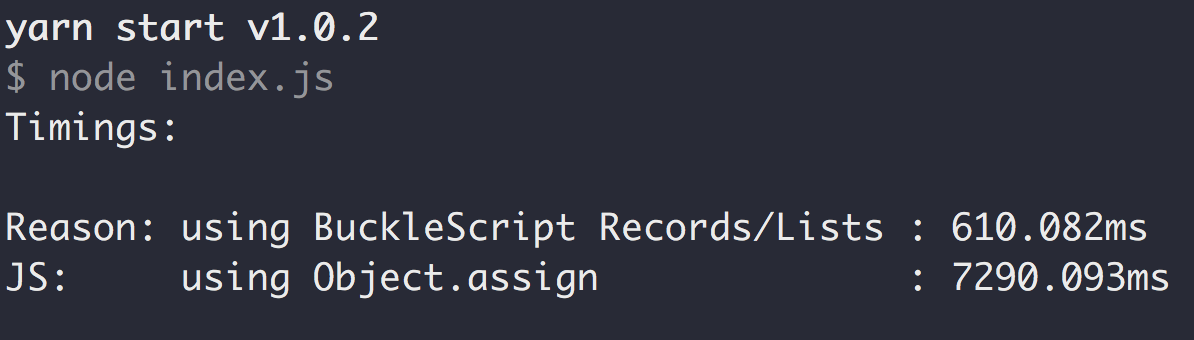 yarn start v1.0.2
$ node index.js
Timings:
Reason: using BuckleScript Records/Lists : 610.082ms
JS:     using Object.assign              : 7290.093ms